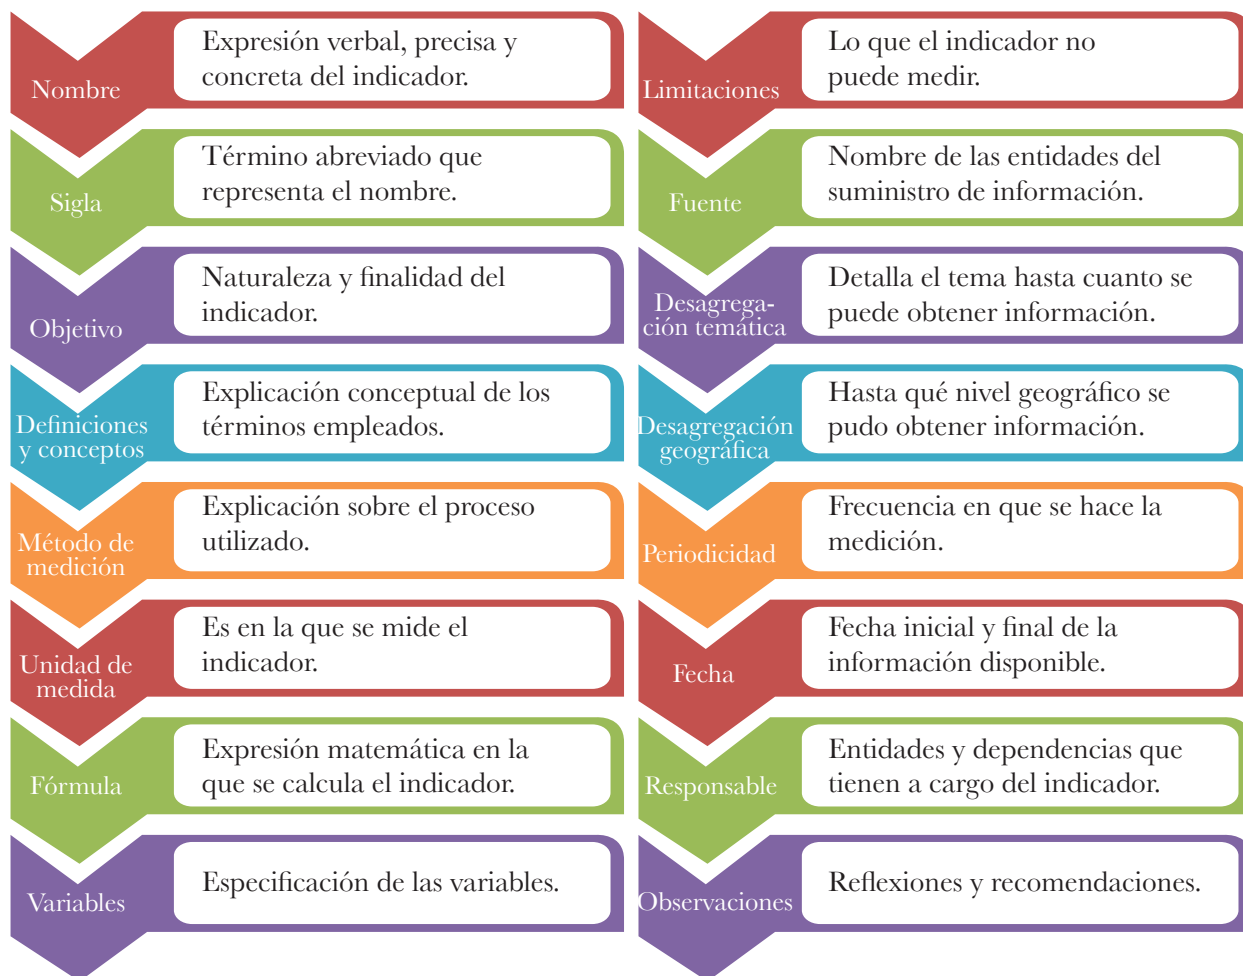 Nombre
Expresión verbal, precisa y
concreta del indicador.
Sigla
Término abreviado que
representa el nombre.
Objetivo
Naturaleza y finalidad del
indicador.
Definiciones
y conceptos
Explicación conceptual de los
términos empleados.
Método de
medición
Explicación sobre el proceso
utilizado.
Unidad de
medida
Es en la que se mide el
indicador.
Fórmula
Expresión matemática en la
que se calcula el indicador.
Variables
Especificación de las variables.
Limitaciones
Lo que el indicador no
puede medir.
Fuente
Nombre de las entidades del
suministro de información.
Desagrega-
ción temática
Detalla el tema hasta cuanto se
puede obtener información.
Desagregación
geográfica
Hasta qué nivel geográfico se
pudo obtener información.
Periodicidad
Frecuencia en que se hace la
medición.
Fecha
Fecha inicial y final de la
información disponible.
Responsable
Entidades y dependencias que
tienen a cargo del indicador.
Observaciones
Reflexiones y recomendaciones.